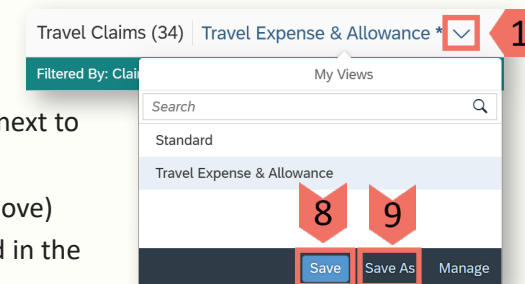 Travel Claims (34) Travel Expense & Allowance * 1
Filtered By: Clai
My Views
next to
Search
Standard
Travel Expense & Allowance
ove)
8 9
d in the
Save Save As Manage